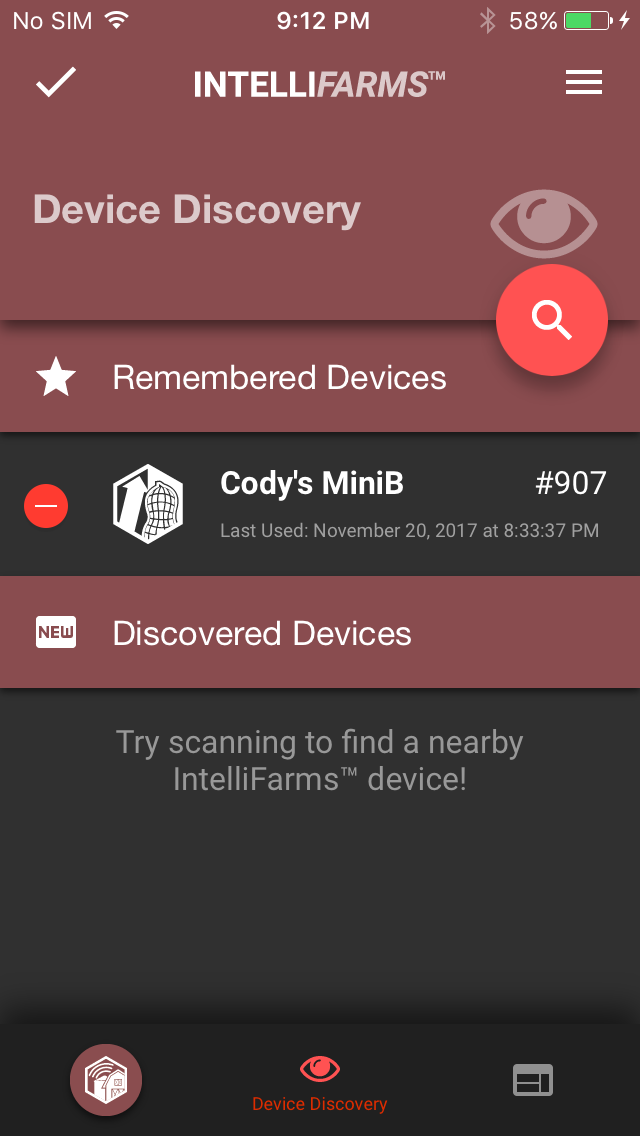 No SIM 9:12 PM 58%
INTELLIFARMS™
Device Discovery
Remembered Devices
Cody's MiniB #907
Last Used: November 20, 2017 at 8:33:37 PM
NEW Discovered Devices
Try scanning to find a nearby
IntelliFarms™ device!
Device Discovery